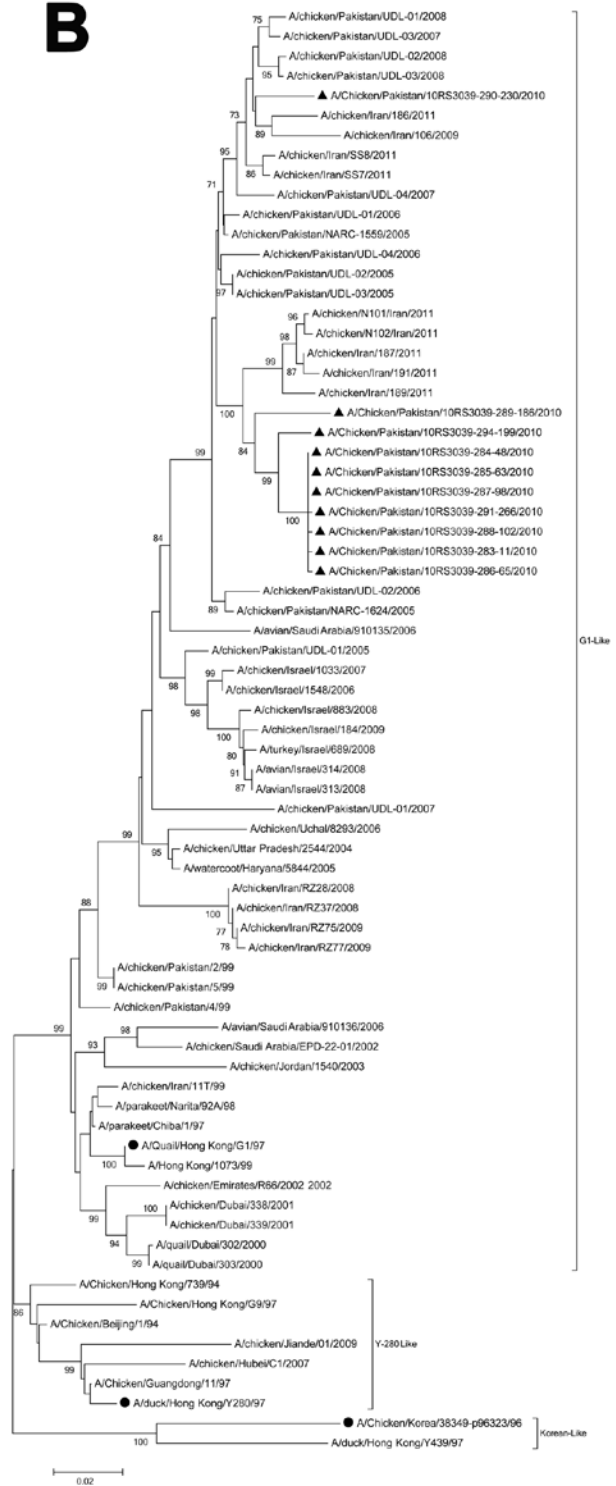 B
75 A/chicken/Pakistan/UDL-01/2008
A/chicken/Pakistan/UDL-03/2007
A/chicken/Pakistan/UDL-02/2008
95 A/chicken/Pakistan/UDL-03/2008
73 A/Chicken/Pakistan/10RS3039-290-230/2010
A/chicken/Iran/186/2011
89 A/chicken/Iran/106/2009
95 A/chicken/Iran/SS8/2011
86 A/chicken/Iran/SS7/2011
71 A/chicken/Pakistan/UDL-04/2007
A/chicken/Pakistan/UDL-01/2006
A/chicken/Pakistan/NARC-1559/2005
A/chicken/Pakistan/UDL-04/2006
A/chicken/Pakistan/UDL-02/2005
97 A/chicken/Pakistan/UDL-03/2005
96 A/chicken/N101/Iran/2011
98 A/chicken/N102/Iran/2011
A/chicken/Iran/187/2011
99 87 A/chicken/Iran/191/2011
A/chicken/Iran/189/2011
100 A/Chicken/Pakistan/10RS3039-289-186/2010
84 A/Chicken/Pakistan/10RS3039-294-199/2010
99 A/Chicken/Pakistan/10RS3039-284-48/2010
99 A/Chicken/Pakistan/10RS3039-285-63/2010
A/Chicken/Pakistan/10RS3039-287-98/2010
100 A/Chicken/Pakistan/10RS3039-291-266/2010
A/Chicken/Pakistan/10RS3039-288-102/2010
84 A/Chicken/Pakistan/10RS3039-283-11/2010
A/Chicken/Pakistan/10RS3039-286-65/2010
A/chicken/Pakistan/UDL-02/2006
89 A/chicken/Pakistan/NARC-1624/2005
A/avian/Saudi Arabia/910135/2006
G1-Like
A/chicken/Pakistan/UDL-01/2005
98 99 A/chicken/Israel/1033/2007
A/chicken/Israel/1548/2006
98 A/chicken/Israel/883/2008
100 A/chicken/Israel/184/2009
80 A/turkey/Israel/689/2008
91 A/avian/Israel/314/2008
87 A/avian/Israel/313/2008
A/chicken/Pakistan/UDL-01/2007
99 A/chicken/Uchal/8293/2006
95 A/chicken/Uttar Pradesh/2544/2004
A/watercoot/Haryana/5844/2005
A/chicken/Iran/RZ28/2008
88 100 A/chicken/Iran/RZ37/2008
77 A/chicken/Iran/RZ75/2009
78 A/chicken/Iran/RZ77/2009
A/chicken/Pakistan/2/99
99 A/chicken/Pakistan/5/99
A/chicken/Pakistan/4/99
99 98 A/avian/Saudi Arabia/910136/2006
93 A/chicken/Saudi Arabia/EPD-22-01/2002
A/chicken/Jordan/1540/2003
A/chicken/Iran/11T/99
A/parakeet/Narita/92A/98
A/parakeet/Chiba/1/97
A/Quail/Hong Kong/G1/97
100 A/Hong Kong/1073/99
A/chicken/Emirates/R66/2002 2002
99 100 A/chicken/Dubai/338/2001
A/chicken/Dubai/339/2001
94 A/quail/Dubai/302/2000
99 A/quail/Dubai/303/2000
A/Chicken/Hong Kong/739/94
86 A/Chicken/Hong Kong/G9/97
A/Chicken/Beijing/1/94
A/chicken/Jiande/01/2009
Y-280 Like
99 A/chicken/Hubei/C1/2007
A/Chicken/Guangdong/11/97
A/duck/Hong Kong/Y280/97
A/Chicken/Korea/38349-p96323/96
Korean-Like
100 A/duck/Hong Kong/Y439/97
0.02